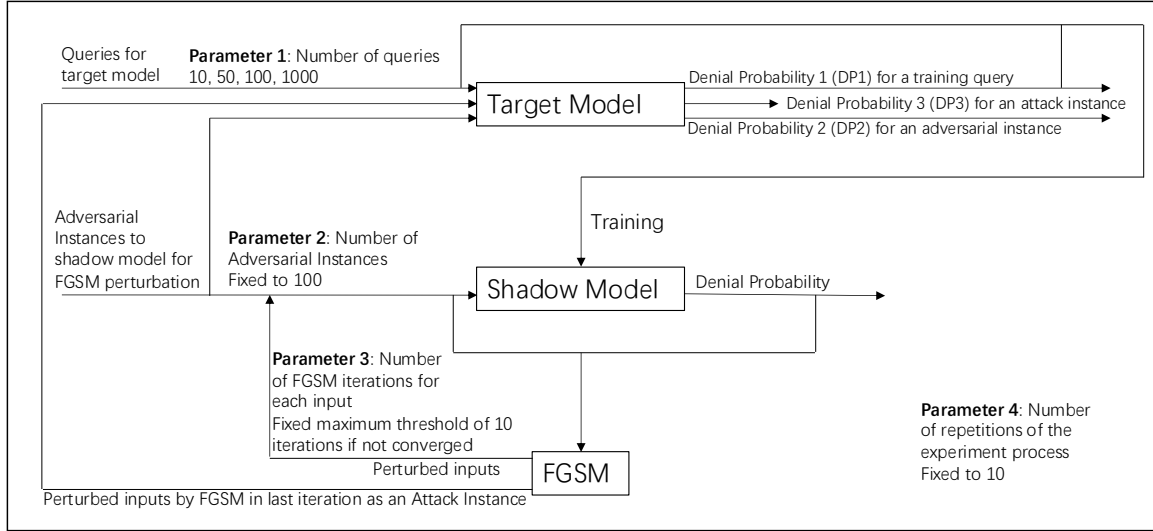 Queries for
target model
Parameter 1: Number of queries
10, 50, 100, 1000
Target Model
Denial Probability 1 (DP1) for a training query
Denial Probability 3 (DP3) for an attack instance
Denial Probability 2 (DP2) for an adversarial instance
Training
Adversarial
Instances to
shadow model for
FGSM perturbation
Parameter 2: Number of
Adversarial Instances
Fixed to 100
Shadow Model
Denial Probability
Parameter 3: Number
of FGSM iterations for
each input
Fixed maximum threshold of 10
iterations if not converged
Perturbed inputs
FGSM
Perturbed inputs by FGSM in last iteration as an Attack Instance
Parameter 4: Number
of repetitions of the
experiment process
Fixed to 10